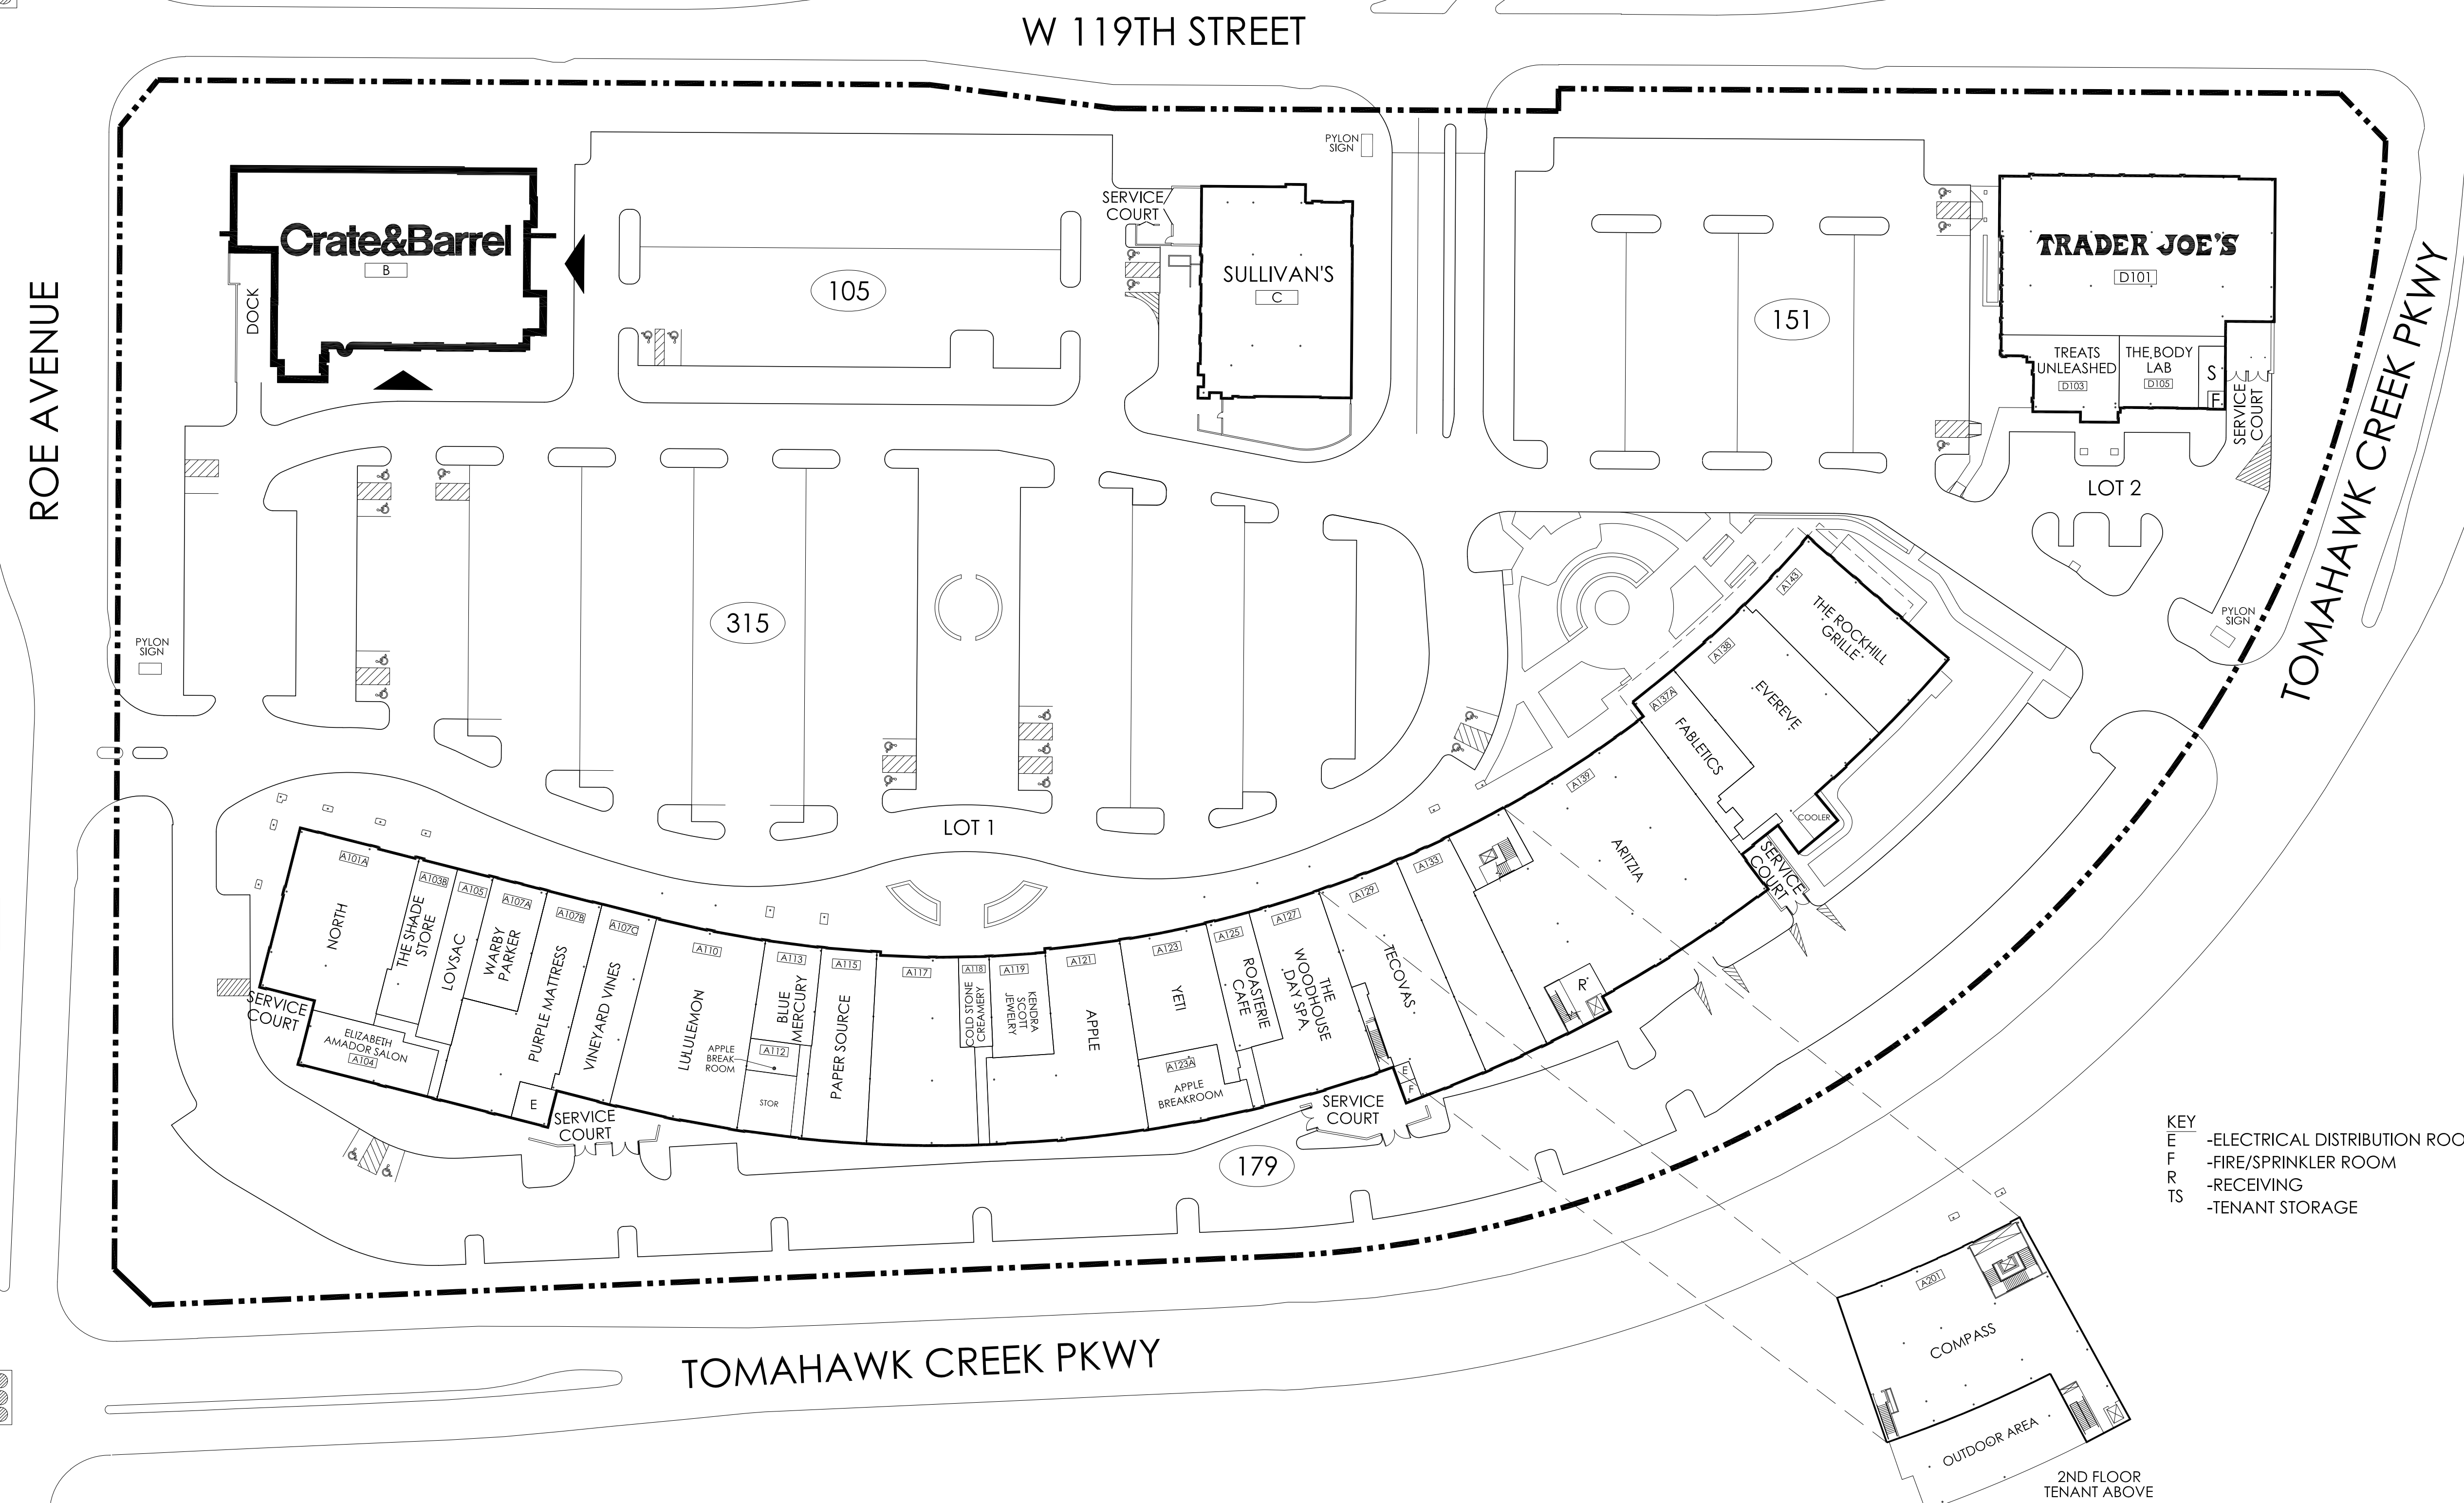 W 119TH STREET
ROE AVENUE
TOMAHAWK CREEK PKWY
TOMAHAWK CREEK PKWY
Crate&Barrel
B
DOCK
105
PYLON
SIGN
SERVICE
COURT
SULLIVAN'S
C
151
TRADER JOE'S
D101
TREATS
UNLEASHED
D103
THE BODY
LAB
D105
S
F
SERVICE
COURT
LOT 2
PYLON
SIGN
PYLON
SIGN
315
LOT 1
A143
THE ROCKHILL
GRILLE
A138
EVEREVE
A137A
FABLETICS
COOLER
SERVICE
COURT
A139
ARITZIA
R
A133
A129
TECOVAS
E
F
A127
THE
WOODHOUSE
DAY SPA
A125
ROASTERIE
CAFE
A123
YETI
A123A
APPLE
BREAKROOM
A121
APPLE
A119
KENDRA
SCOTT
JEWELRY
A118
COLD STONE
CREAMERY
A117
A115
PAPER SOURCE
A113
BLUE
MERCURY
A112
APPLE
BREAK
ROOM
STOR
A110
LULULEMON
A107C
VINEYARD VINES
A107B
PURPLE MATTRESS
A107A
WARBY
PARKER
A105
LOVSAC
A103B
THE SHADE
STORE
A101A
NORTH
SERVICE
COURT
ELIZABETH
AMADOR SALON
A104
E
SERVICE
COURT
SERVICE
COURT
179
KEY
E -ELECTRICAL DISTRIBUTION ROO
F -FIRE/SPRINKLER ROOM
R -RECEIVING
TS -TENANT STORAGE
A201
COMPASS
OUTDOOR AREA
2ND FLOOR
TENANT ABOVE